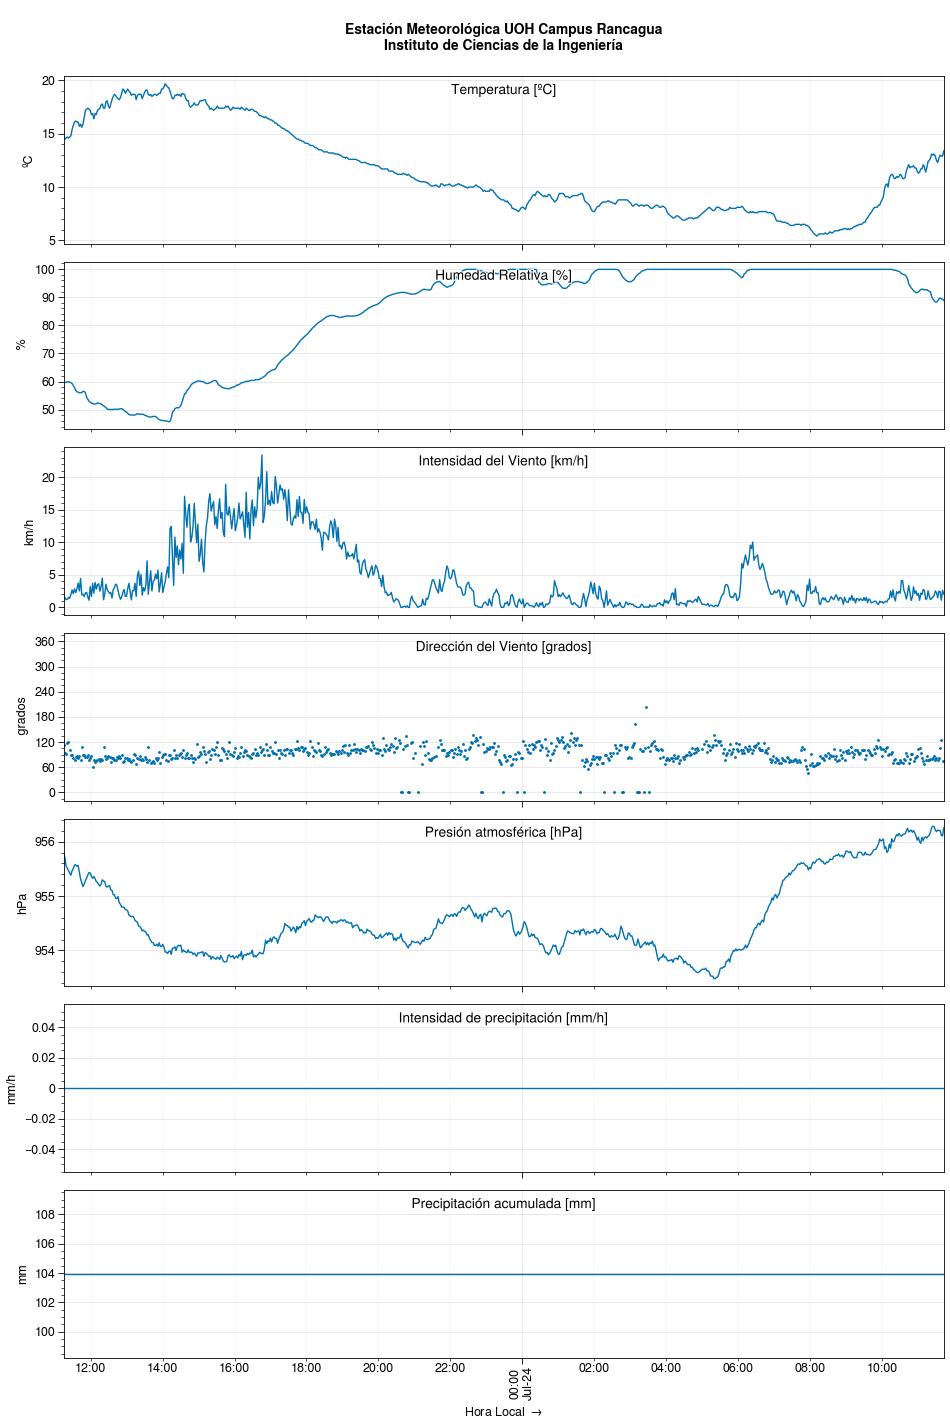 Estación Meteorológica UOH Campus Rancagua
Instituto de Ciencias de la Ingeniería
Temperatura [ºC]
20
15
10
5
ºC
Humedad Relativa [%]
100
90
80
70
60
50
%
Intensidad del Viento [km/h]
20
15
10
5
0
km/h
Dirección del Viento [grados]
360
300
240
180
120
60
0
grados
Presión atmosférica [hPa]
956
955
954
hPa
Intensidad de precipitación [mm/h]
0.04
0.02
0
−0.02
−0.04
mm/h
Precipitación acumulada [mm]
108
106
104
102
100
mm
12:00 14:00 16:00 18:00 20:00 22:00 00:00 02:00 04:00 06:00 08:00 10:00
Jul-24
Hora Local →